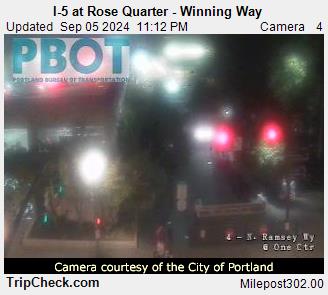 I-5 at Rose Quarter - Winning Way
Updated Sep 05 2024 11:12 PM Camera 4
PBOT
PORTLAND BUREAU OF TRANSPORTATION
4 - N. Ramsey Wy
@ One Ctr
Camera courtesy of the City of Portland
TripCheck.com Milepost302.00